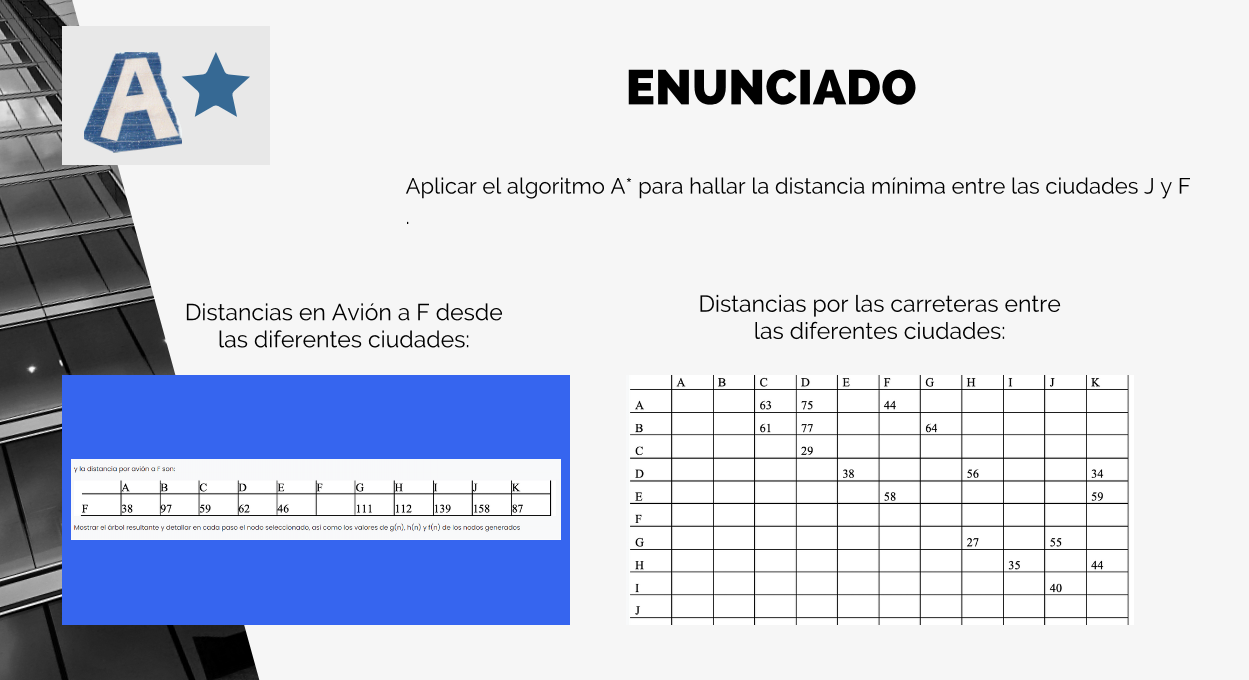 A
ENUNCIADO
Aplicar el algoritmo A* para hallar la distancia mínima entre las ciudades J y F
.
Distancias en Avión a F desde
las diferentes ciudades:
y la distancia por avión a F son:
A B C D E F G H I J K
F 38 97 59 62 46 111 112 139 158 87
Mostrar el árbol resultante y detallar en cada paso el nodo seleccionado, así como los valores de g(n), h(n) y f(n) de los nodos generados
Distancias por las carreteras entre
las diferentes ciudades:
A B C D E F G H I J K
A 63 75 44
B 61 77 64
C 29
D 38 56 34
E 58 59
F
G 27 55
H 35 44
I 40
J